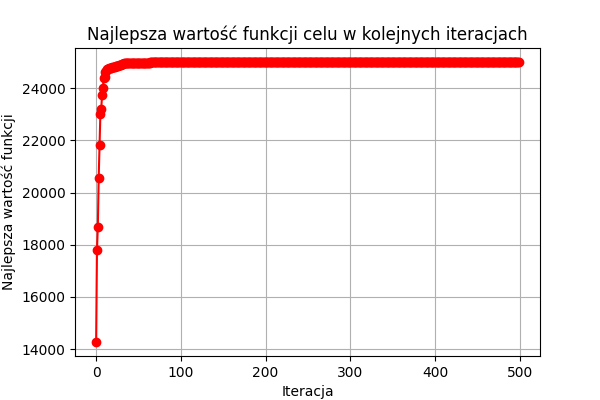 Najlepsza wartość funkcji celu w kolejnych iteracjach
Najlepsza wartość funkcji
24000
22000
20000
18000
16000
14000
0 100 200 300 400 500
Iteracja